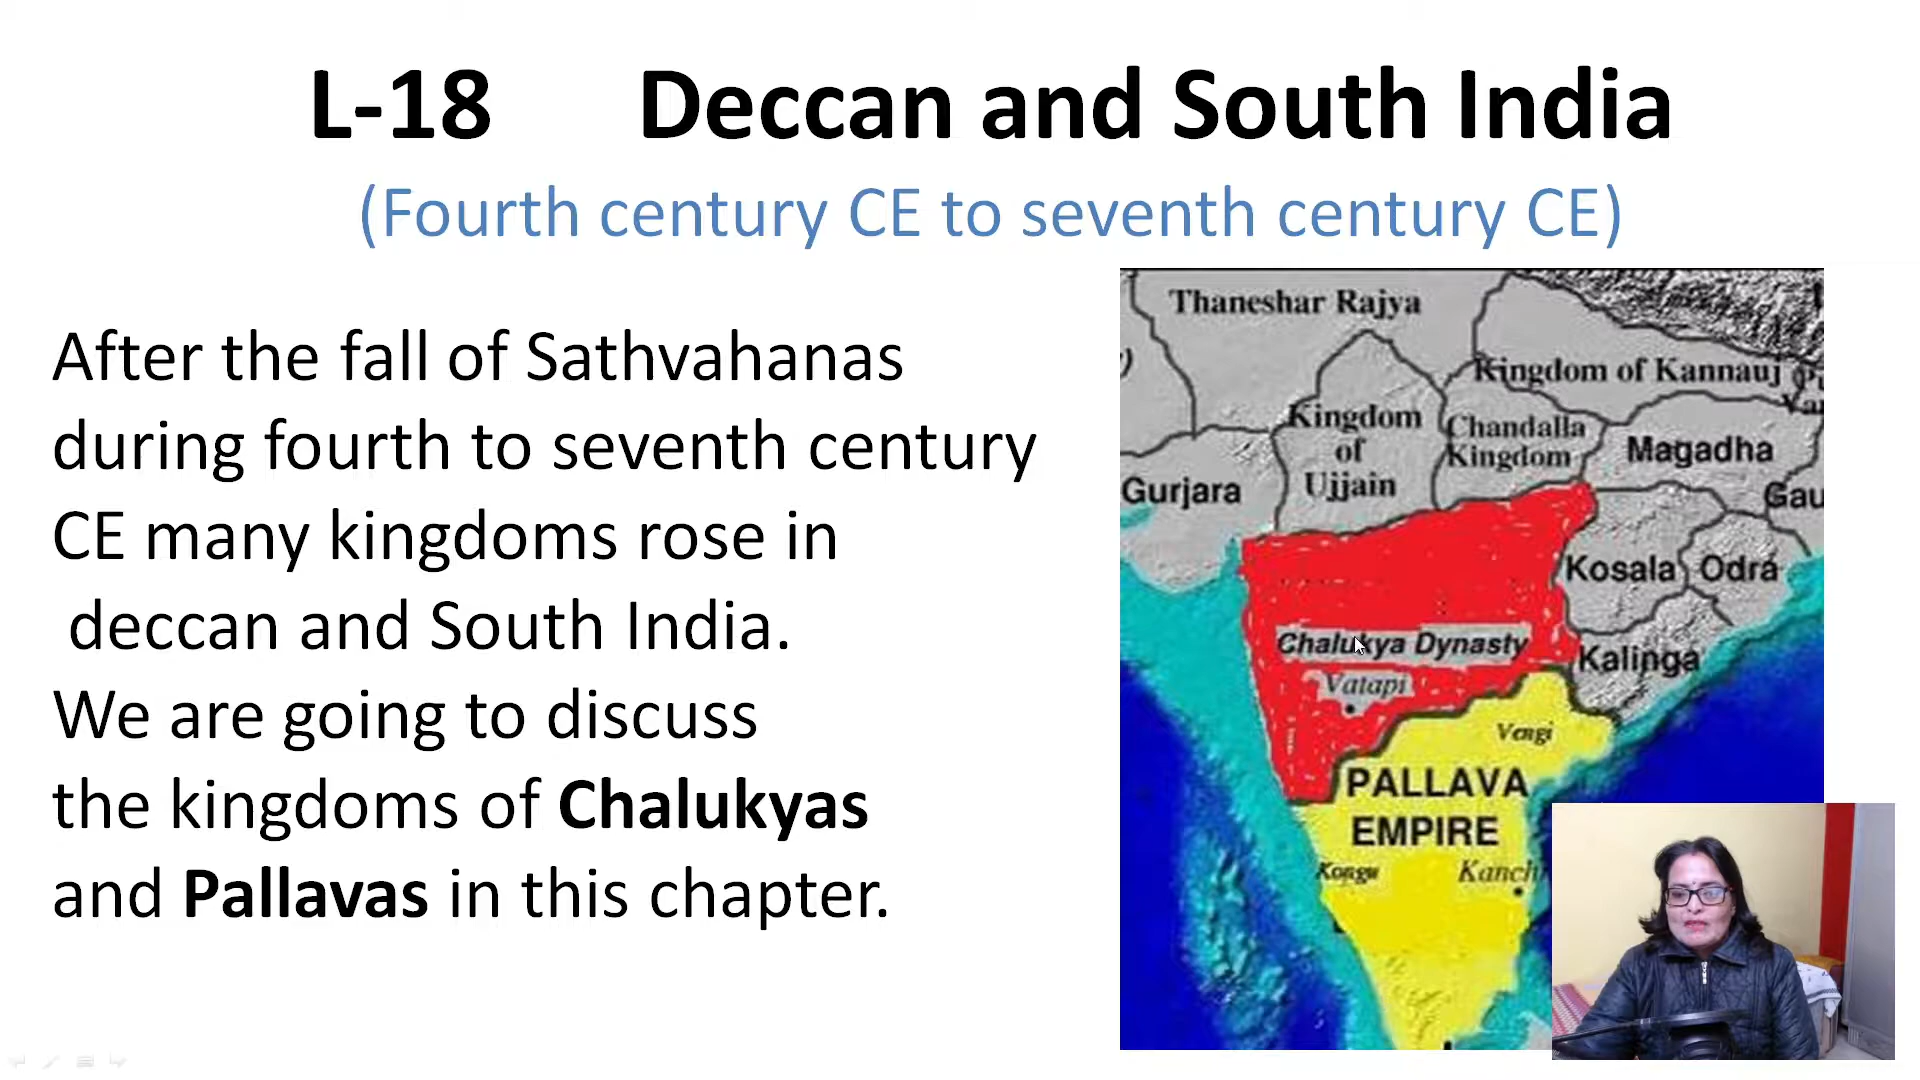 L-18 Deccan and South India
(Fourth century CE to seventh century CE)
After the fall of Sathvahanas
during fourth to seventh century
CE many kingdoms rose in
deccan and South India.
We are going to discuss
the kingdoms of Chalukyas
and Pallavas in this chapter.
Thaneshar Rajya
Kingdom of Kannauj
Kingdom
of
Ujjain
Chandalla
Kingdom
Magadha
Gurjara
Gau
Kosala
Odra
Chalukya Dynasty
Kalinga
Vatapi
Vengi
PALLAVA
EMPIRE
Kongu
Kanchi